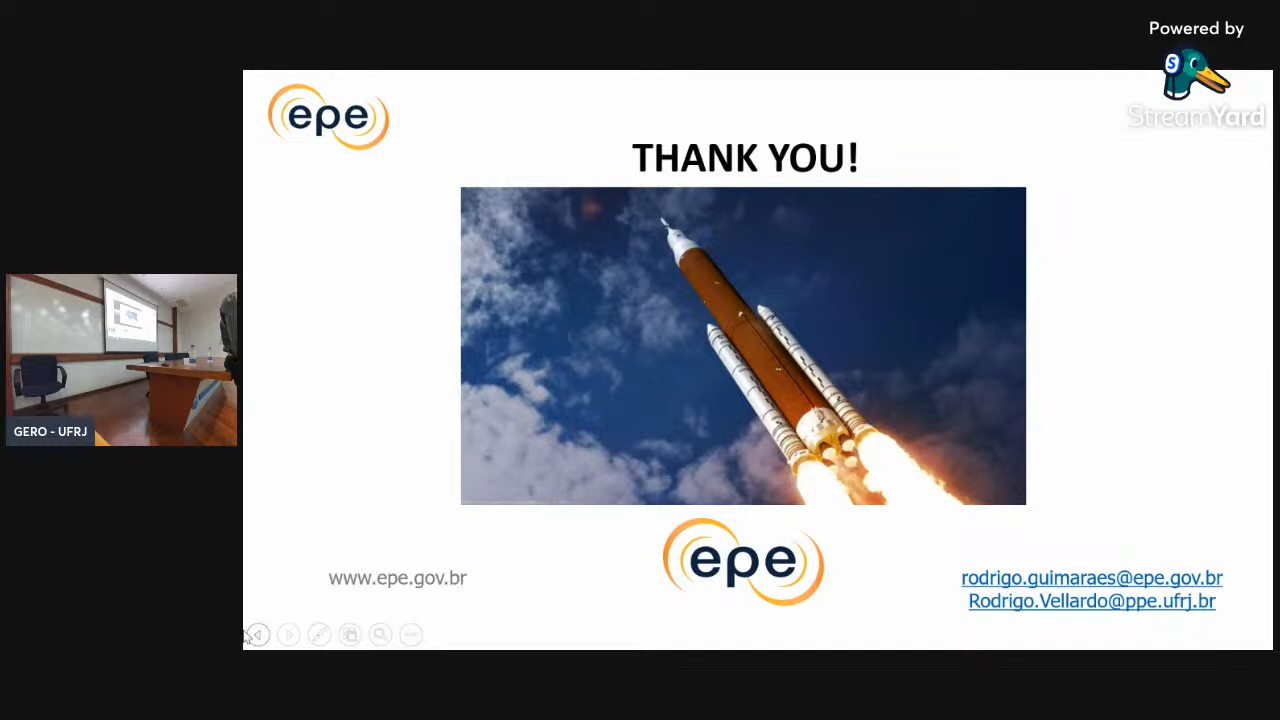 Powered by
StreamYard
epe
THANK YOU!
GERO - UFRJ
epe
www.epe.gov.br
rodrigo.guimaraes@epe.gov.br
Rodrigo.Vellardo@ppe.ufrj.br